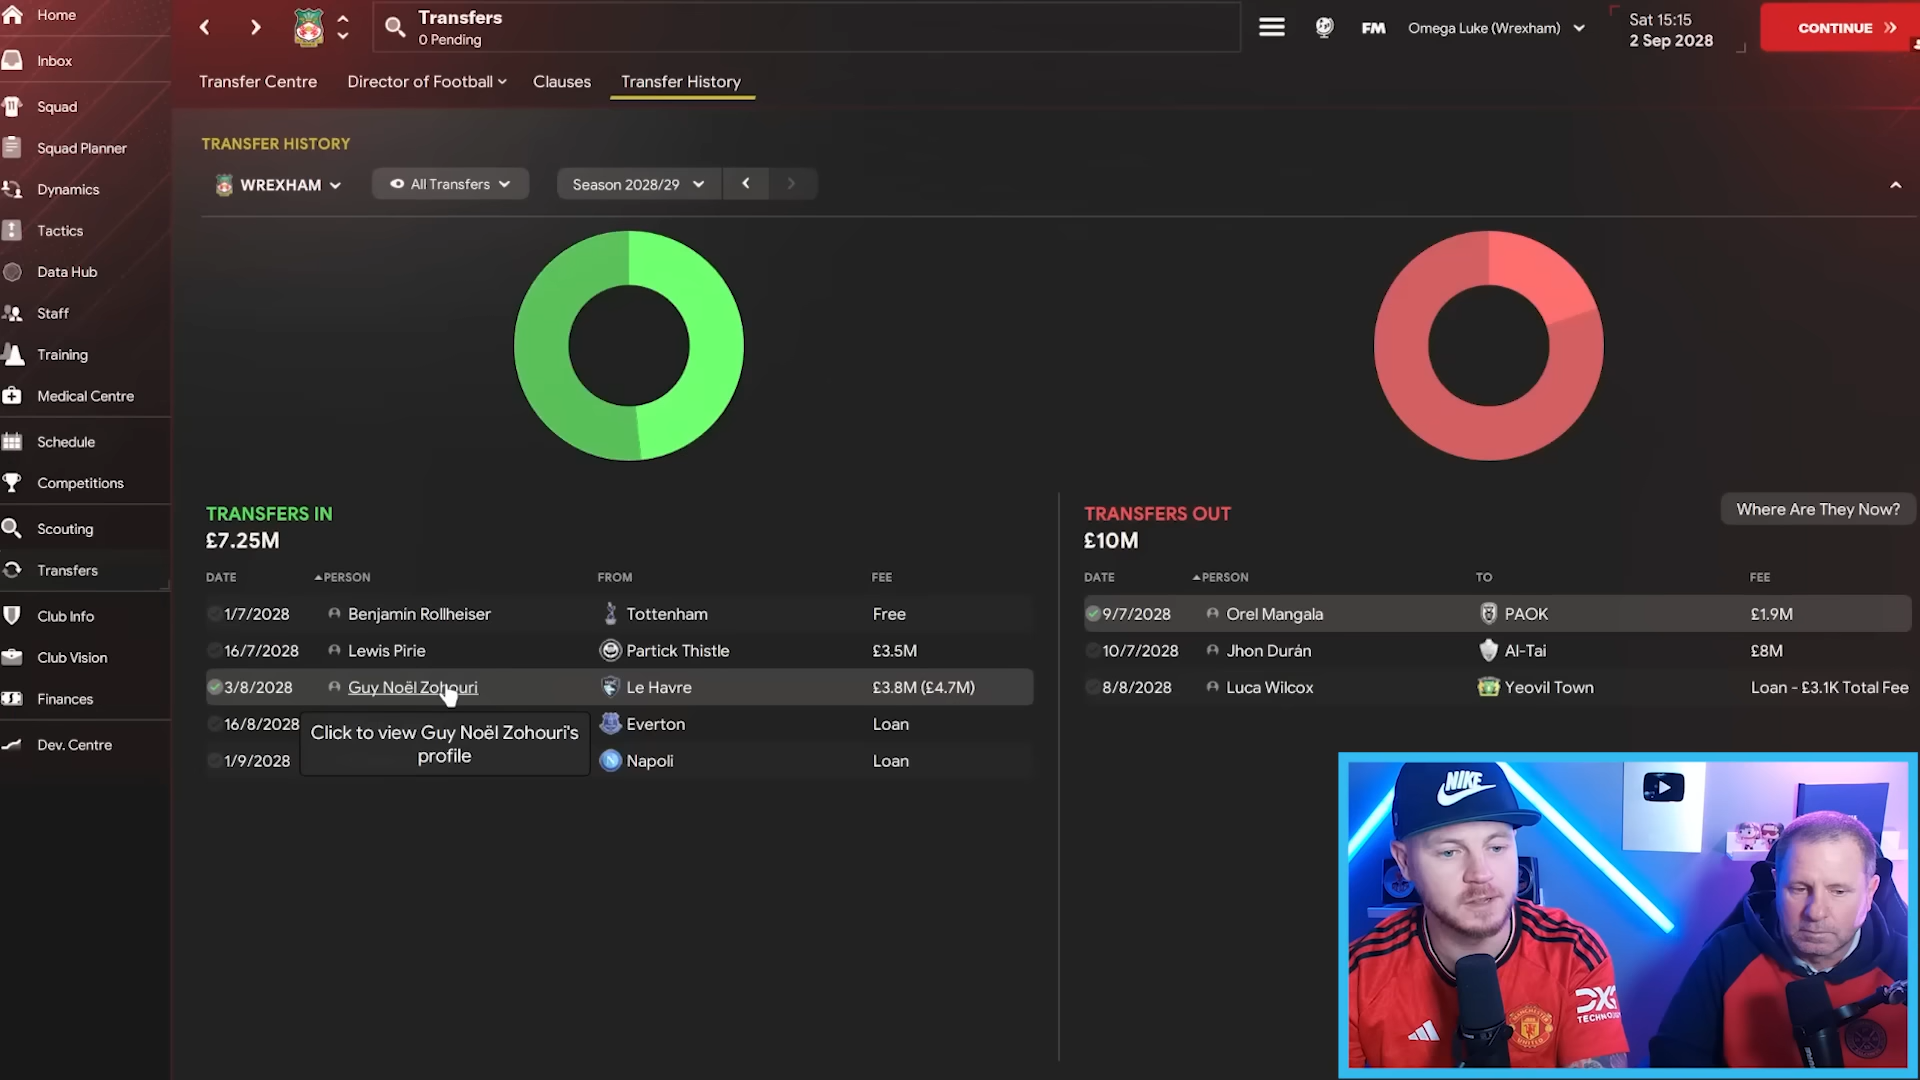 Home
Inbox
Squad
Squad Planner
Dynamics
Tactics
Data Hub
Staff
Training
Medical Centre
Schedule
Competitions
Scouting
Transfers
Club Info
Club Vision
Finances
Dev. Centre
Transfers
0 Pending
FM
Omega Luke (Wrexham)
Sat 15:15
2 Sep 2028
CONTINUE
Transfer Centre
Director of Football
Clauses
Transfer History
TRANSFER HISTORY
WREXHAM
All Transfers
Season 2028/29
TRANSFERS IN
£7.25M
DATE PERSON FROM FEE
1/7/2028 Benjamín Rollheiser Tottenham Free
16/7/2028 Lewis Pirie Partick Thistle £3.5M
3/8/2028 Guy Noël Zohouri Le Havre £3.8M (£4.7M)
16/8/2028 Everton Loan
1/9/2028 Napoli Loan
Click to view Guy Noël Zohouri's
profile
TRANSFERS OUT
£10M
Where Are They Now?
DATE PERSON TO FEE
9/7/2028 Orel Mangala PAOK £1.9M
10/7/2028 Jhon Durán Al-Tai £8M
8/8/2028 Luca Wilcox Yeovil Town Loan - £3.1K Total Fee
NIKE